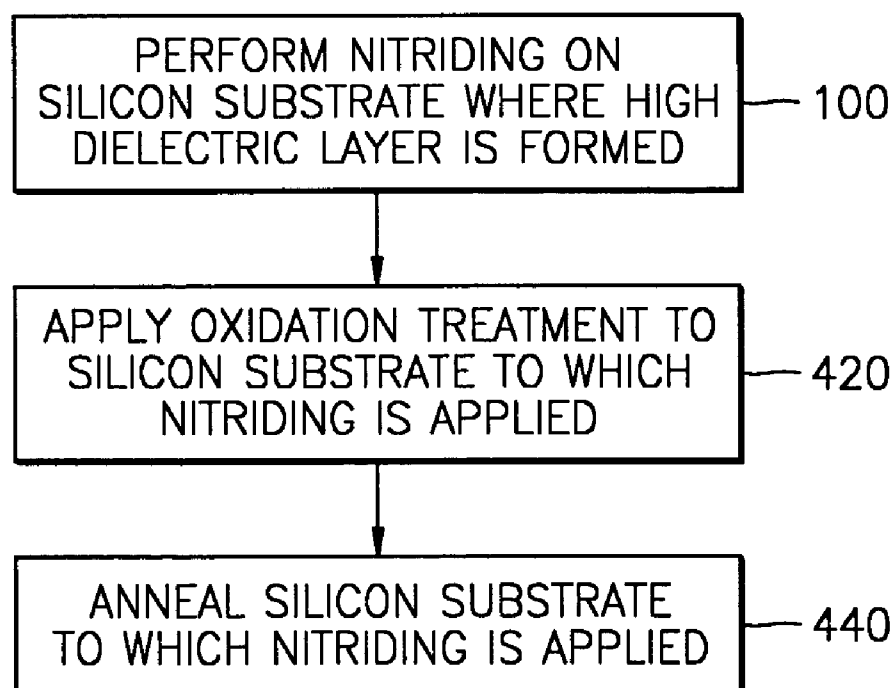 PERFORM NITRIDING ON
SILICON SUBSTRATE WHERE HIGH
DIELECTRIC LAYER IS FORMED
100
APPLY OXIDATION TREATMENT TO
SILICON SUBSTRATE TO WHICH
NITRIDING IS APPLIED
420
ANNEAL SILICON SUBSTRATE
TO WHICH NITRIDING IS APPLIED
440